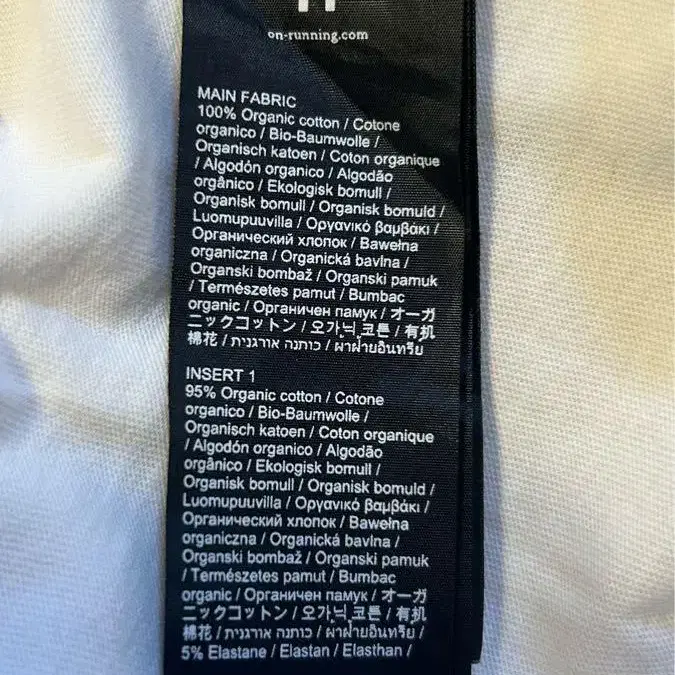 on-running.com
MAIN FABRIC
100% Organic cotton / Cotone
organico / Bio-Baumwolle /
Organisch katoen / Coton organique
/ Algodón organico / Algodão
orgânico / Ekologisk bomull /
Organisk bomull / Organisk bomuld /
Luomupuuvilla / Οργανικό βαμβάκι /
Органический хлопок / Bawełna
organiczna / Organická bavlna /
Organski bombaž / Organski pamuk
/ Természetes pamut / Bumbac
organic / Органичен памук / オーガ
ニックコットン / 오가닉 코튼 / 有机
棉花 / כותנה אורגנית / ผ้าฝ้ายอินทรีย์
INSERT 1
95% Organic cotton / Cotone
organico / Bio-Baumwolle /
Organisch katoen / Coton organique
/ Algodón organico / Algodão
orgânico / Ekologisk bomull /
Organisk bomull / Organisk bomuld /
Luomupuuvilla / Οργανικό βαμβάκι /
Органический хлопок / Bawełna
organiczna / Organická bavlna /
Organski bombaž / Organski pamuk
/ Természetes pamut / Bumbac
organic / Органичен памук / オーガ
ニックコットン / 오가닉 코튼 / 有机
棉花 / כותנה אורגנית / ผ้าฝ้ายอินทรีย์ /
5% Elastane / Elastan / Elasthan /